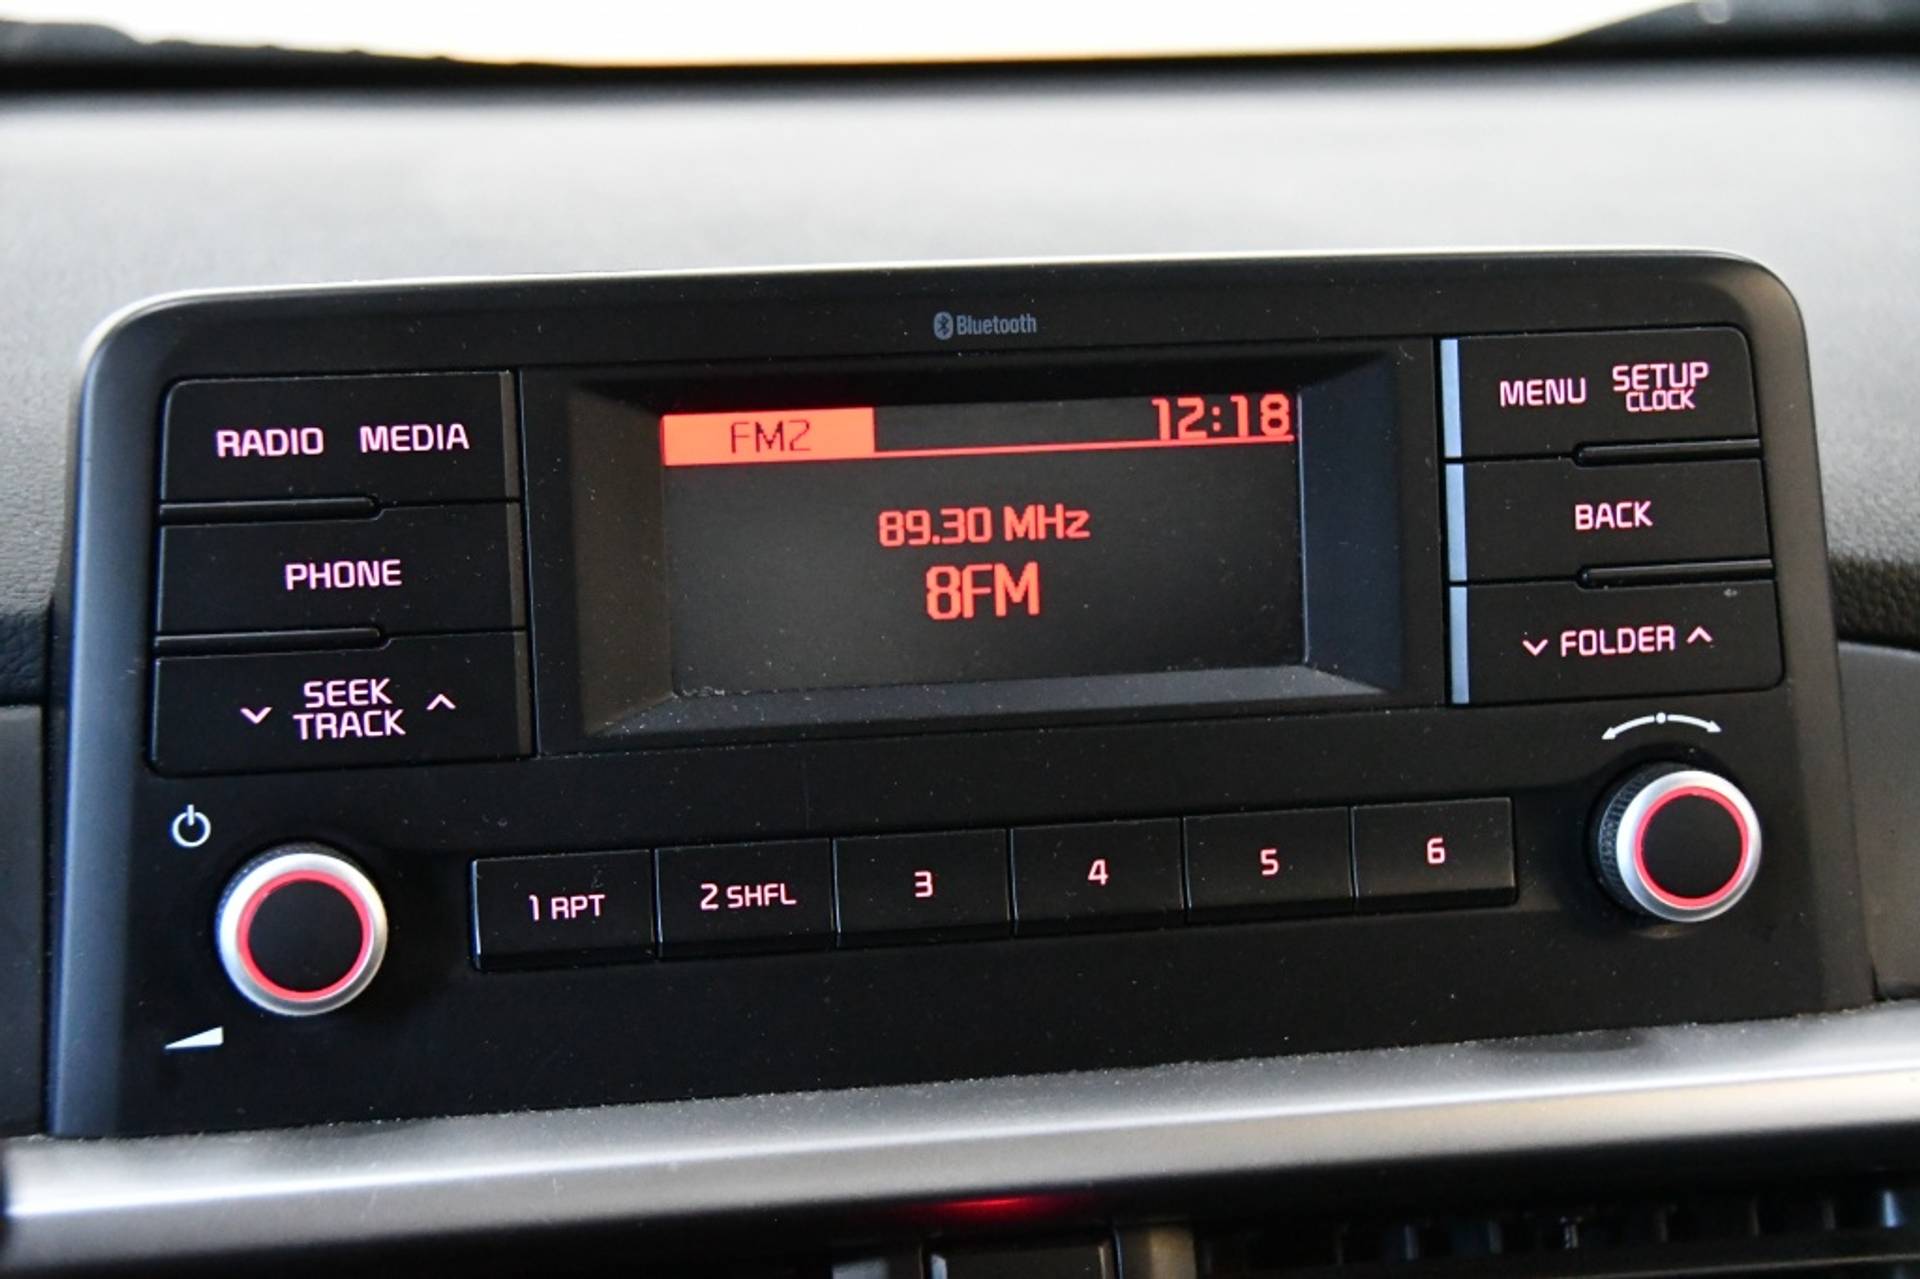 Bluetooth
RADIO MEDIA
PHONE
SEEK
TRACK
FM2 12:18
89.30 MHz
8FM
MENU SETUP
CLOCK
BACK
FOLDER
1 RPT 2 SHFL 3 4 5 6